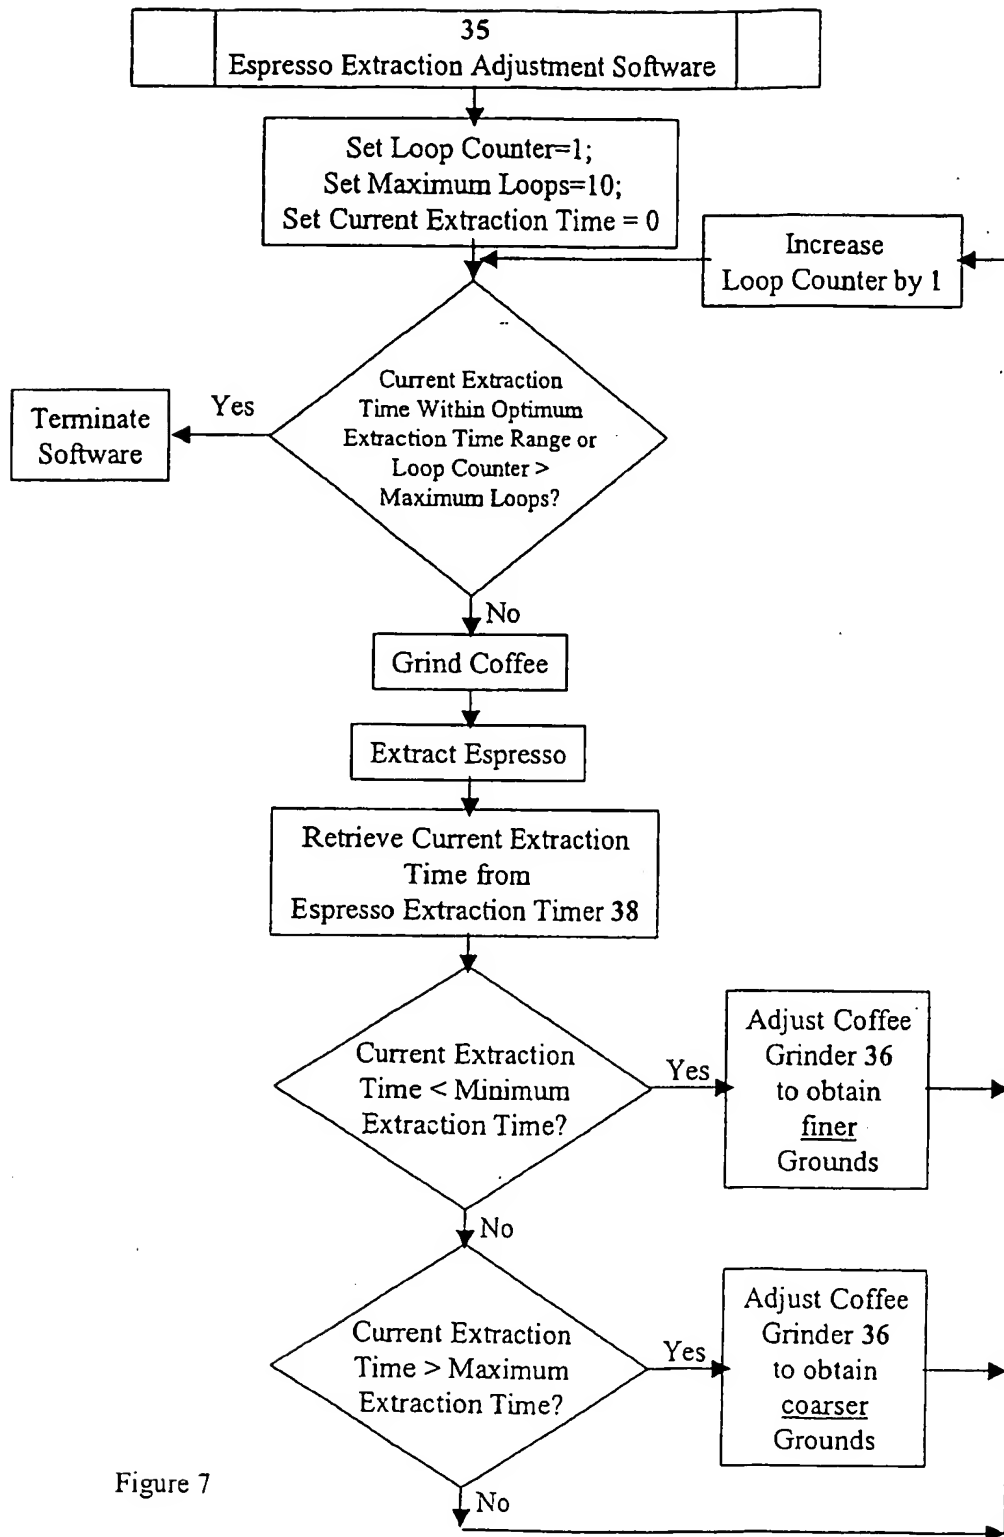 35
Espresso Extraction Adjustment Software
Set Loop Counter=1;
Set Maximum Loops=10;
Set Current Extraction Time = 0
Increase
Loop Counter by 1
Current Extraction
Time Within Optimum
Extraction Time Range or
Loop Counter >
Maximum Loops?
Yes
Terminate
Software
No
Grind Coffee
Extract Espresso
Retrieve Current Extraction
Time from
Espresso Extraction Timer 38
Current Extraction
Time < Minimum
Extraction Time?
Yes
Adjust Coffee
Grinder 36
to obtain
finer
Grounds
No
Current Extraction
Time > Maximum
Extraction Time?
Yes
Adjust Coffee
Grinder 36
to obtain
coarser
Grounds
No
Figure 7